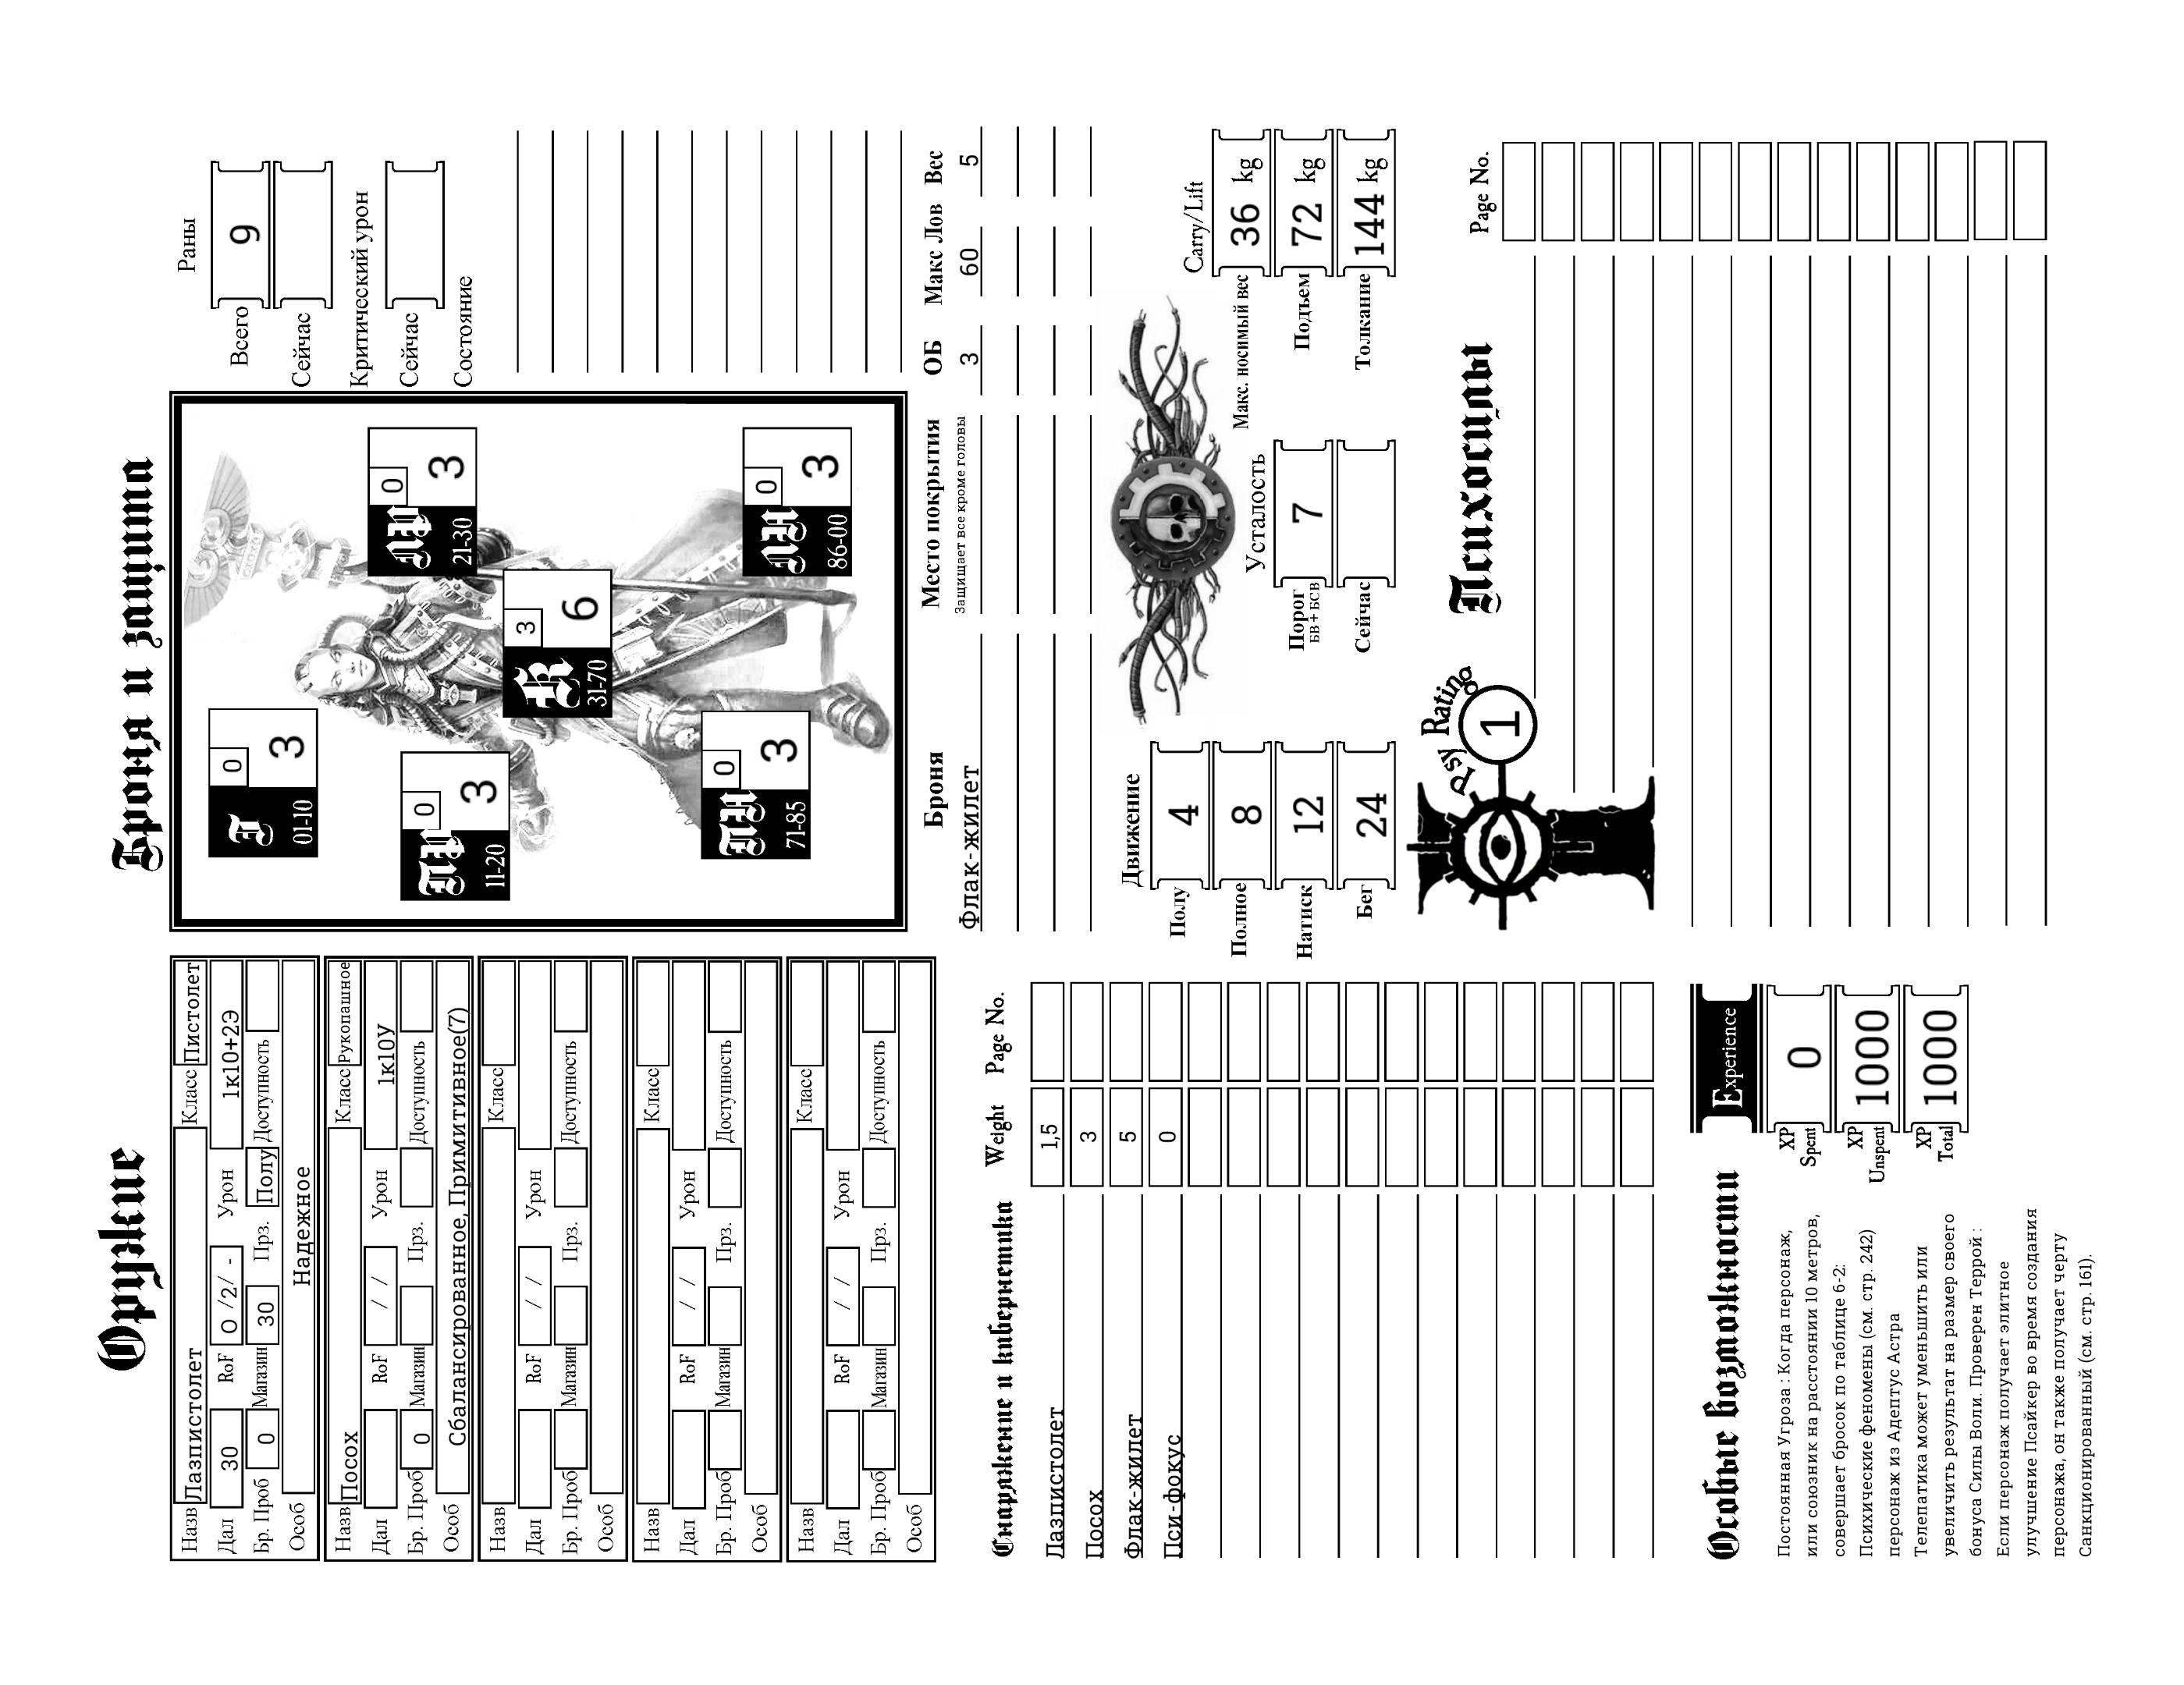 Оружие
Назв Лазпистолет Класс Пистолет
Дал 30 RoF О /2/ - Урон 1к10+2Э
Бр. Проб 0 Магазин 30 Прз. Полу Доступность
Особ Надежное
Назв Посох Класс Рукопашное
Дал RoF / / Урон 1к10У
Бр. Проб 0 Магазин Прз. Доступность
Особ Сбалансированное, Примитивное(7)
Назв Класс
Дал RoF / / Урон
Бр. Проб Магазин Прз. Доступность
Особ
Назв Класс
Дал RoF / / Урон
Бр. Проб Магазин Прз. Доступность
Особ
Назв Класс
Дал RoF / / Урон
Бр. Проб Магазин Прз. Доступность
Особ
Снаряжение и кибернетика Weight Page No.
Лазпистолет 1,5
Посох 3
Флак-жилет 5
Пси-фокус 0
Особые возможности
Постоянная Угроза : Когда персонаж,
или союзник на расстоянии 10 метров,
совершает бросок по таблице 6-2:
Психические феномены (см. стр. 242)
персонаж из Адептус Астра
Телепатика может уменьшить или
увеличить результат на размер своего
бонуса Силы Воли. Проверен Террой :
Если персонаж получает элитное
улучшение Псайкер во время создания
персонажа, он также получает черту
Санкционированный (см. стр. 161).
Experience
XP Spent 0
XP Unspent 1000
XP Total 1000
Броня и защита
01-10 0 3
11-20 0 3
21-30 0 3
31-70 3 6
71-85 0 3
86-00 0 3
Раны
Всего 9
Сейчас
Критический урон
Сейчас
Состояние
Броня Место покрытия ОБ Макс Лов Вес
Флак-жилет Защищает все кроме головы 3 60 5
Движение
Полу 4
Полное 8
Натиск 12
Бег 24
Усталость
Порог БВ + БСВ 7
Сейчас
Carry/Lift
Макс. носимый вес 36 kg
Подъем 72 kg
Толкание 144 kg
Psy Rating 1
Психосилы Page No.